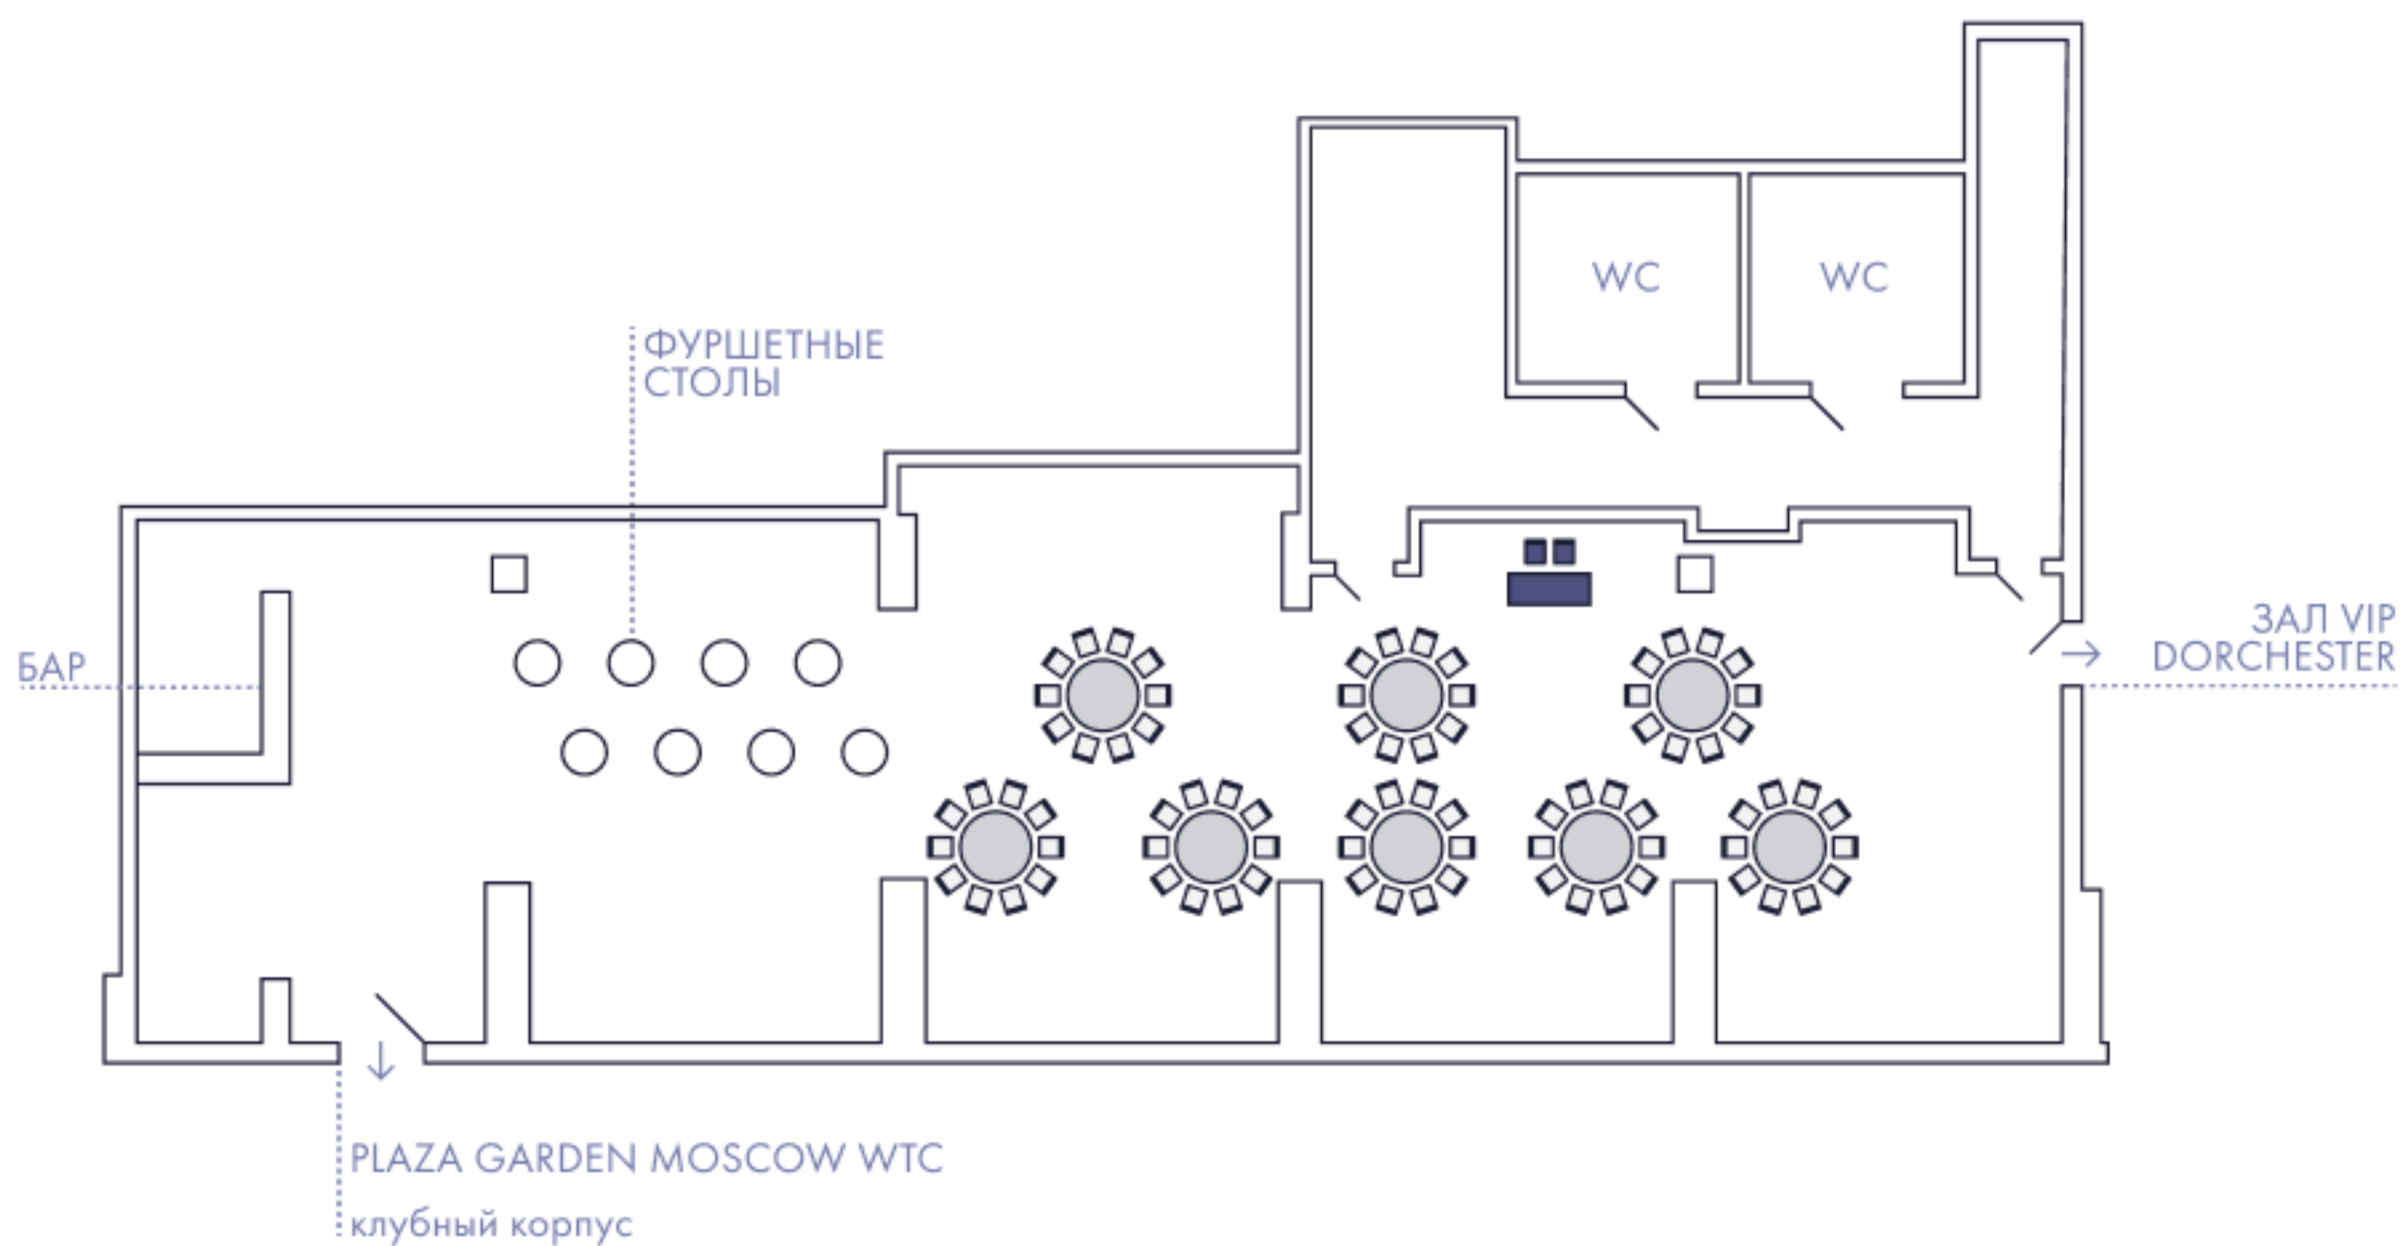 WC
WC
ФУРШЕТНЫЕ
СТОЛЫ
БАР
ЗАЛ VIP
DORCHESTER
PLAZA GARDEN MOSCOW WTC
клубный корпус